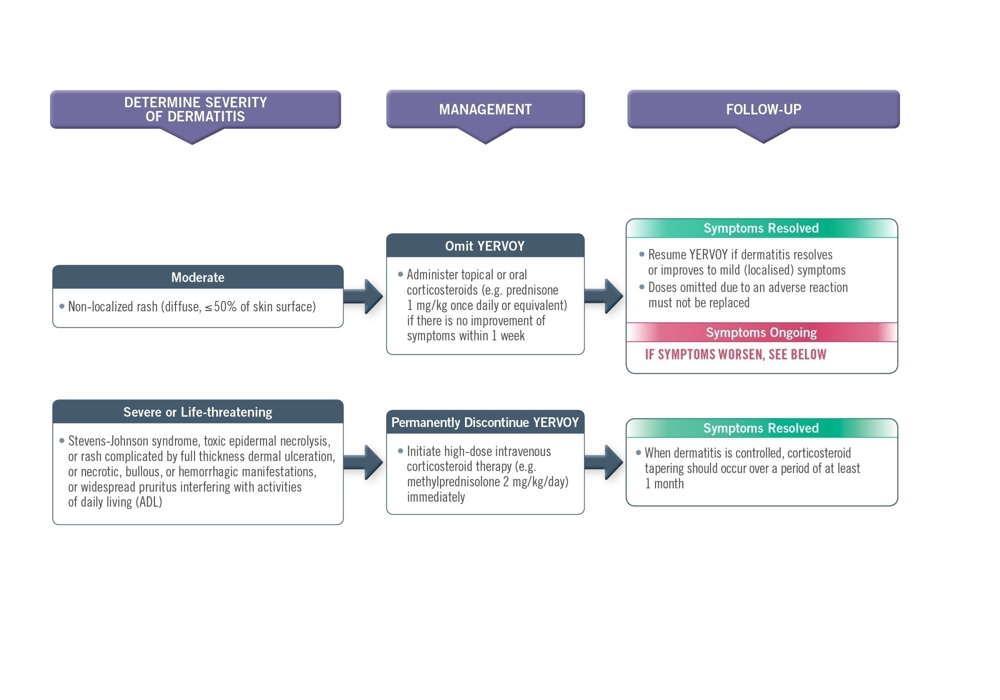 DETERMINE SEVERITY
OF DERMATITIS
MANAGEMENT
FOLLOW-UP
Moderate
• Non-localized rash (diffuse, ≤ 50% of skin surface)
Omit YERVOY
• Administer topical or oral
corticosteroids (e.g. prednisone
1 mg/kg once daily or equivalent)
if there is no improvement of
symptoms within 1 week
Symptoms Resolved
• Resume YERVOY if dermatitis resolves
or improves to mild (localised) symptoms
• Doses omitted due to an adverse reaction
must not be replaced
Symptoms Ongoing
IF SYMPTOMS WORSEN, SEE BELOW
Severe or Life-threatening
• Stevens-Johnson syndrome, toxic epidermal necrolysis,
or rash complicated by full thickness dermal ulceration,
or necrotic, bullous, or hemorrhagic manifestations,
or widespread pruritus interfering with activities
of daily living (ADL)
Permanently Discontinue YERVOY
• Initiate high-dose intravenous
corticosteroid therapy (e.g.
methylprednisolone 2 mg/kg/day)
immediately
Symptoms Resolved
• When dermatitis is controlled, corticosteroid
tapering should occur over a period of at least
1 month